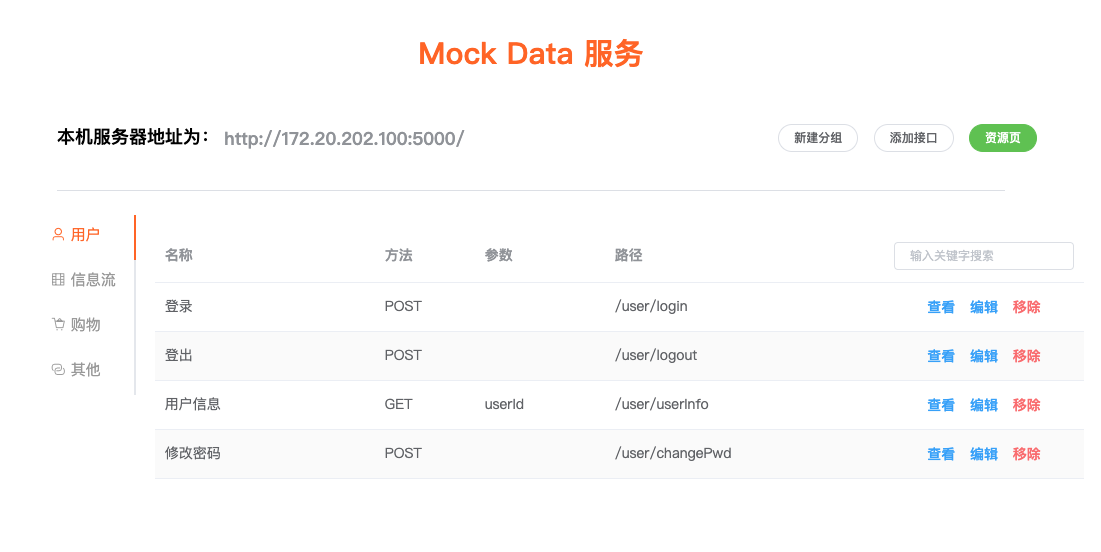 Mock Data 服务
本机服务器地址为： http://172.20.202.100:5000/ 新建分组 添加接口 资源页
用户
信息流
购物
其他
名称 方法 参数 路径 输入关键字搜索
登录 POST /user/login 查看 编辑 移除
登出 POST /user/logout 查看 编辑 移除
用户信息 GET userId /user/userInfo 查看 编辑 移除
修改密码 POST /user/changePwd 查看 编辑 移除